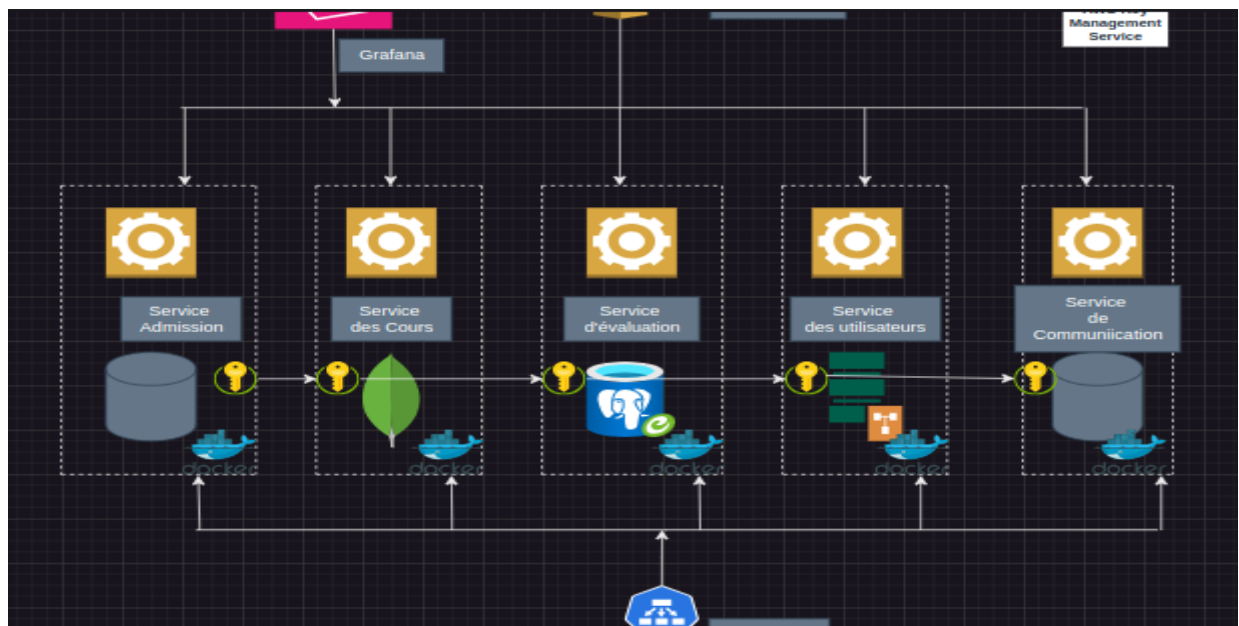 Management
Service
Grafana
Service
Admission
Service
des Cours
Service
d'évaluation
Service
des utilisateurs
Service
de
Communiication
docker
docker
docker
docker
docker